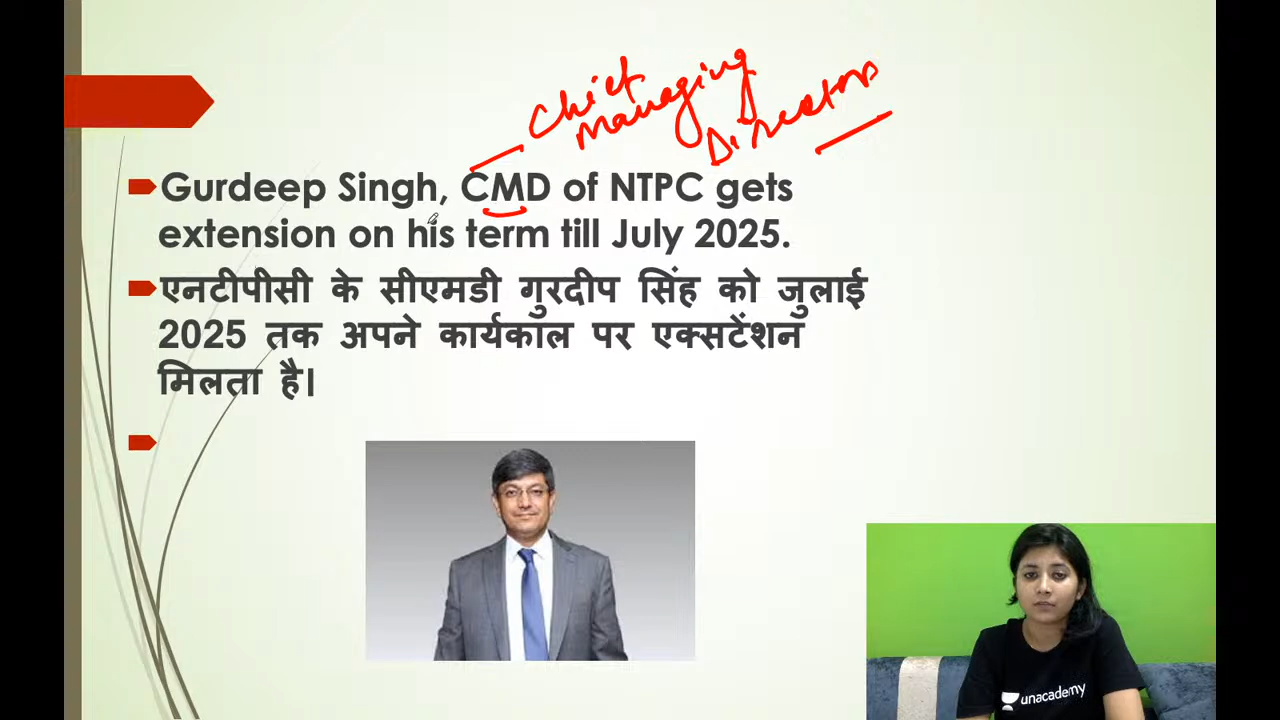 Chief
Managing
Director
Gurdeep Singh, CMD of NTPC gets
extension on his term till July 2025.
एनटीपीसी के सीएमडी गुरदीप सिंह को जुलाई
2025 तक अपने कार्यकाल पर एक्सटेंशन
मिलता है।
unacademy